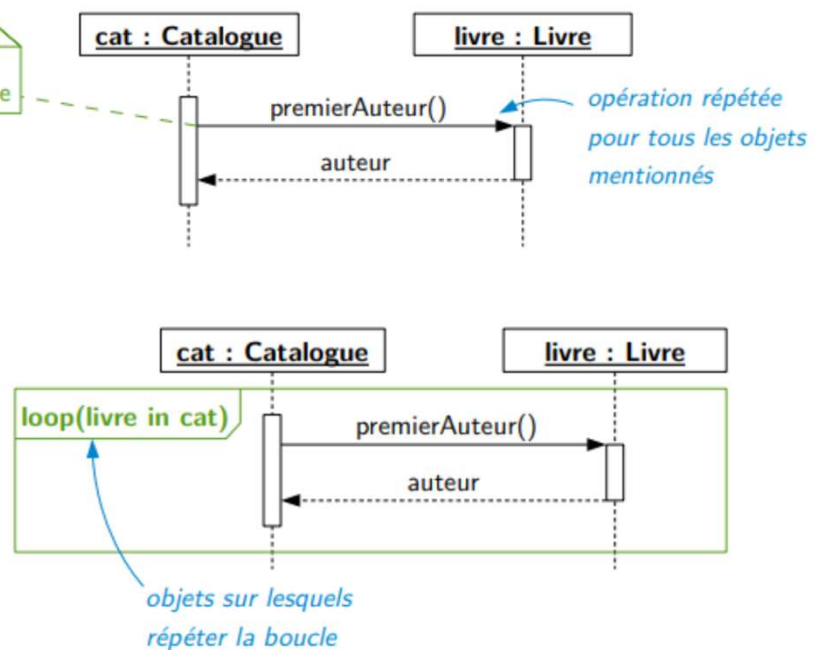 cat : Catalogue
livre : Livre
e
premierAuteur()
auteur
opération répétée
pour tous les objets
mentionnés
cat : Catalogue
livre : Livre
loop(livre in cat)
premierAuteur()
auteur
objets sur lesquels
répéter la boucle